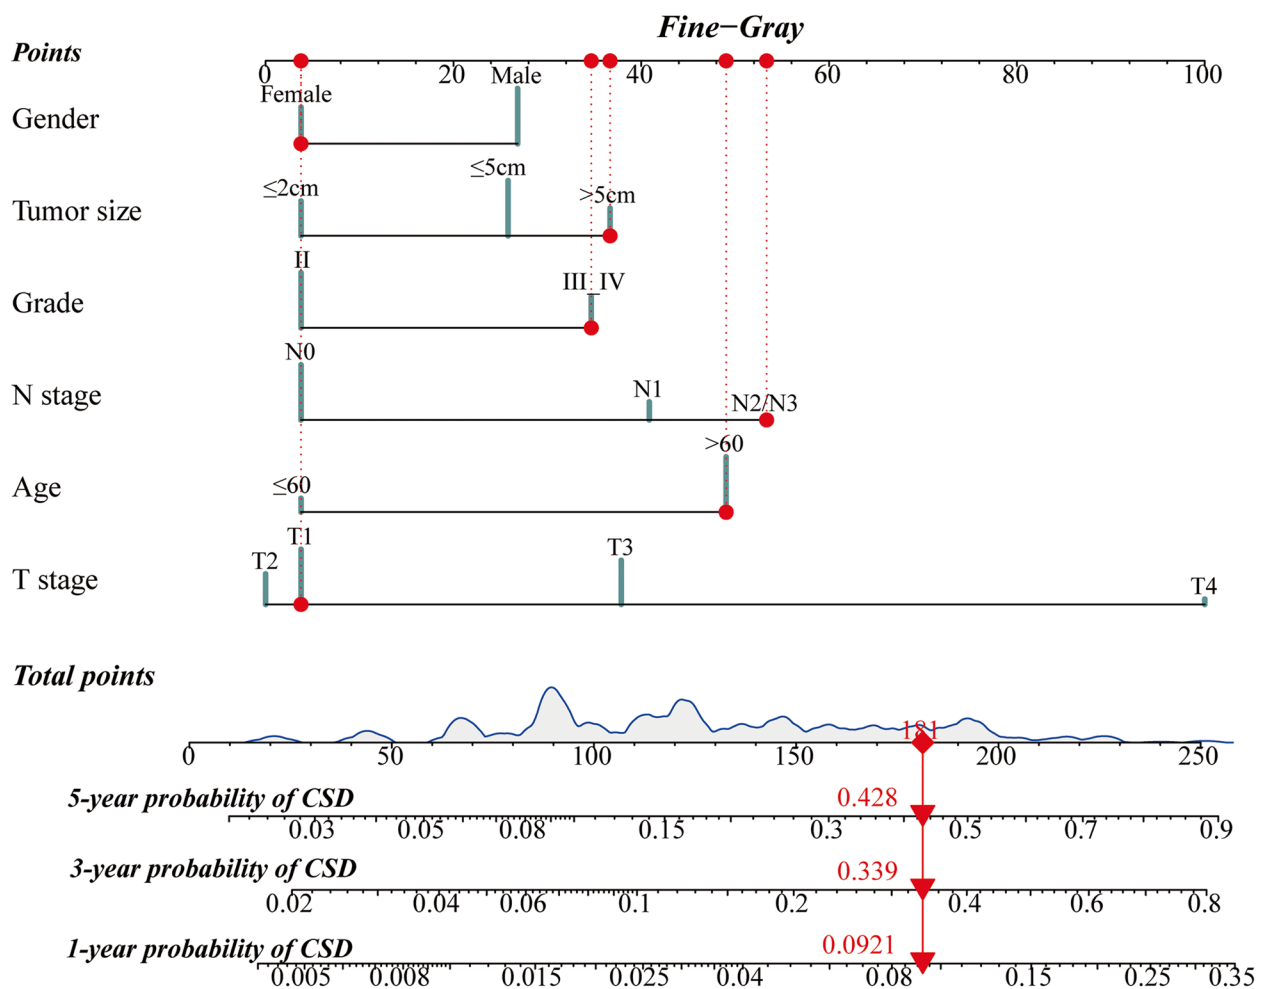 Fine−Gray
Points
0 20 40 60 80 100
Female Male
Gender
≤2cm ≤5cm >5cm
Tumor size
II III_IV
Grade
N0 N1 N2/N3
N stage
≤60 >60
Age
T2 T1 T3 T4
T stage
Total points
181
0 50 100 150 200 250
5-year probability of CSD 0.428
0.03 0.05 0.08 0.15 0.3 0.5 0.7 0.9
3-year probability of CSD 0.339
0.02 0.04 0.06 0.1 0.2 0.4 0.6 0.8
1-year probability of CSD 0.0921
0.005 0.008 0.015 0.025 0.04 0.08 0.15 0.25 0.35